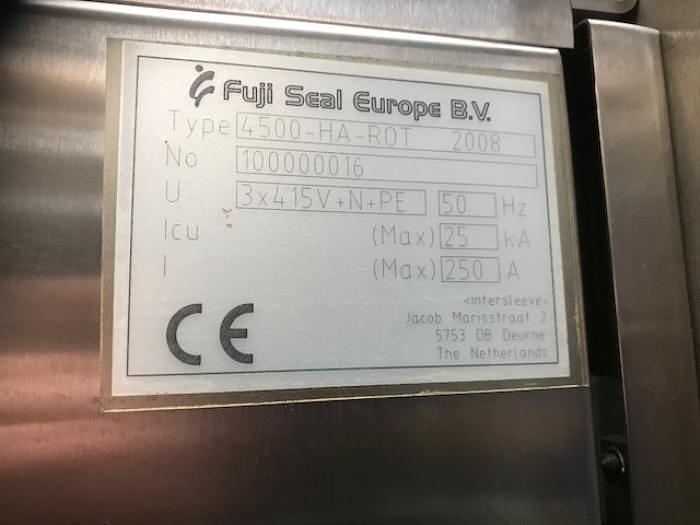 Fuji Seal Europe B.V.
Type 4500-HA-ROT 2008
No 100000016
U 3x415V+N+PE 50 Hz
Icu (Max) 25 kA
I (Max) 250 A
<intersleeve>
Jacob Marisstraat 2
5753 DB Deurne
The Netherlands
CE